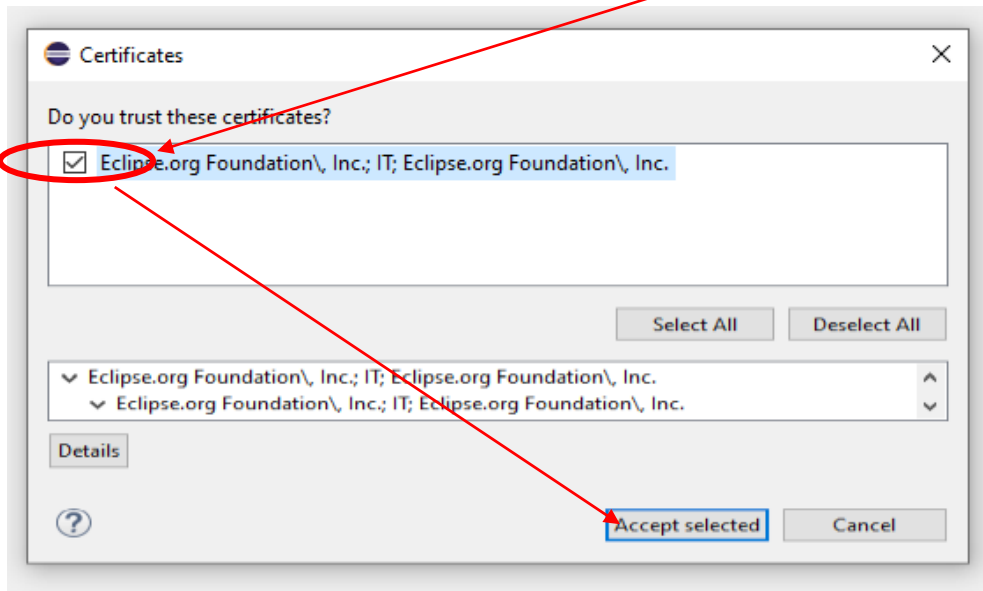 Certificates
Do you trust these certificates?
Eclipse.org Foundation\, Inc.; IT; Eclipse.org Foundation\, Inc.
Select All
Deselect All
Eclipse.org Foundation\, Inc.; IT; Eclipse.org Foundation\, Inc.
Eclipse.org Foundation\, Inc.; IT; Eclipse.org Foundation\, Inc.
Details
?
Accept selected
Cancel